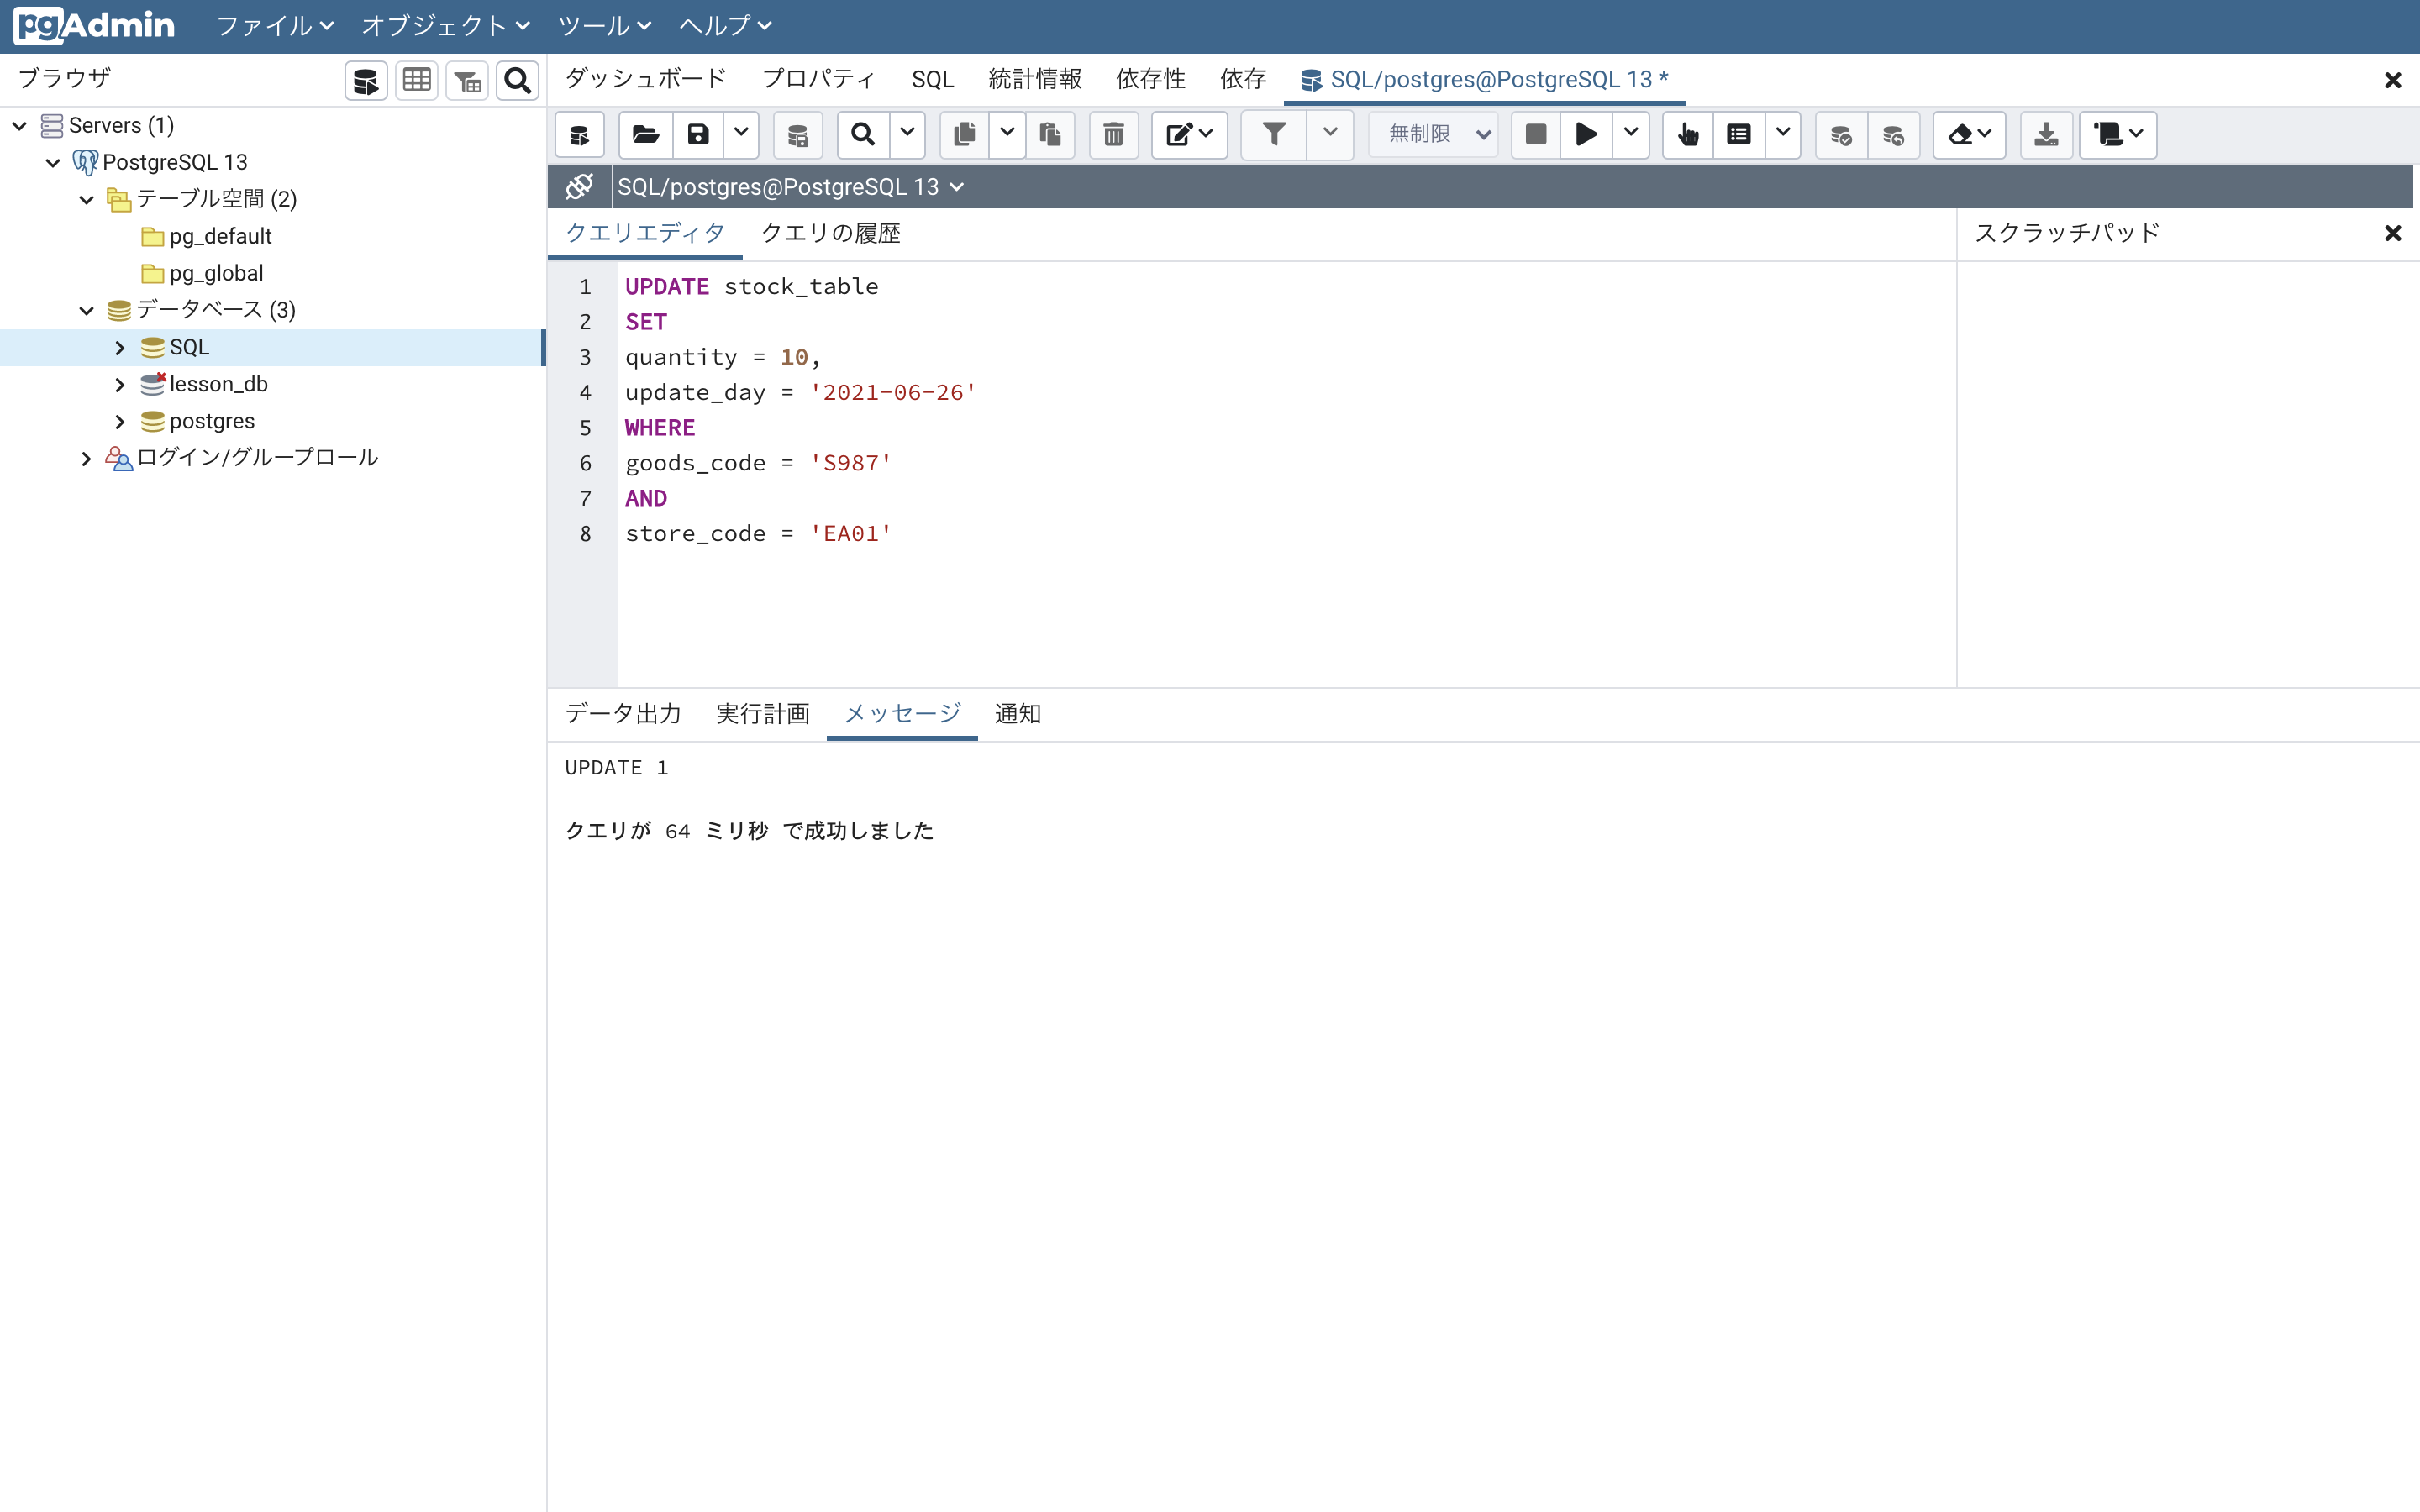 pgAdmin ファイル オブジェクト ツール ヘルプ
ブラウザ
ダッシュボード プロパティ SQL 統計情報 依存性 依存 SQL/postgres@PostgreSQL 13 *
Servers (1)
PostgreSQL 13
テーブル空間 (2)
pg_default
pg_global
データベース (3)
SQL
lesson_db
postgres
ログイン/グループロール
無制限
SQL/postgres@PostgreSQL 13
クエリエディタ クエリの履歴
スクラッチパッド
1 UPDATE stock_table
2 SET
3 quantity = 10,
4 update_day = '2021-06-26'
5 WHERE
6 goods_code = 'S987'
7 AND
8 store_code = 'EA01'
データ出力 実行計画 メッセージ 通知
UPDATE 1
クエリが 64 ミリ秒 で成功しました